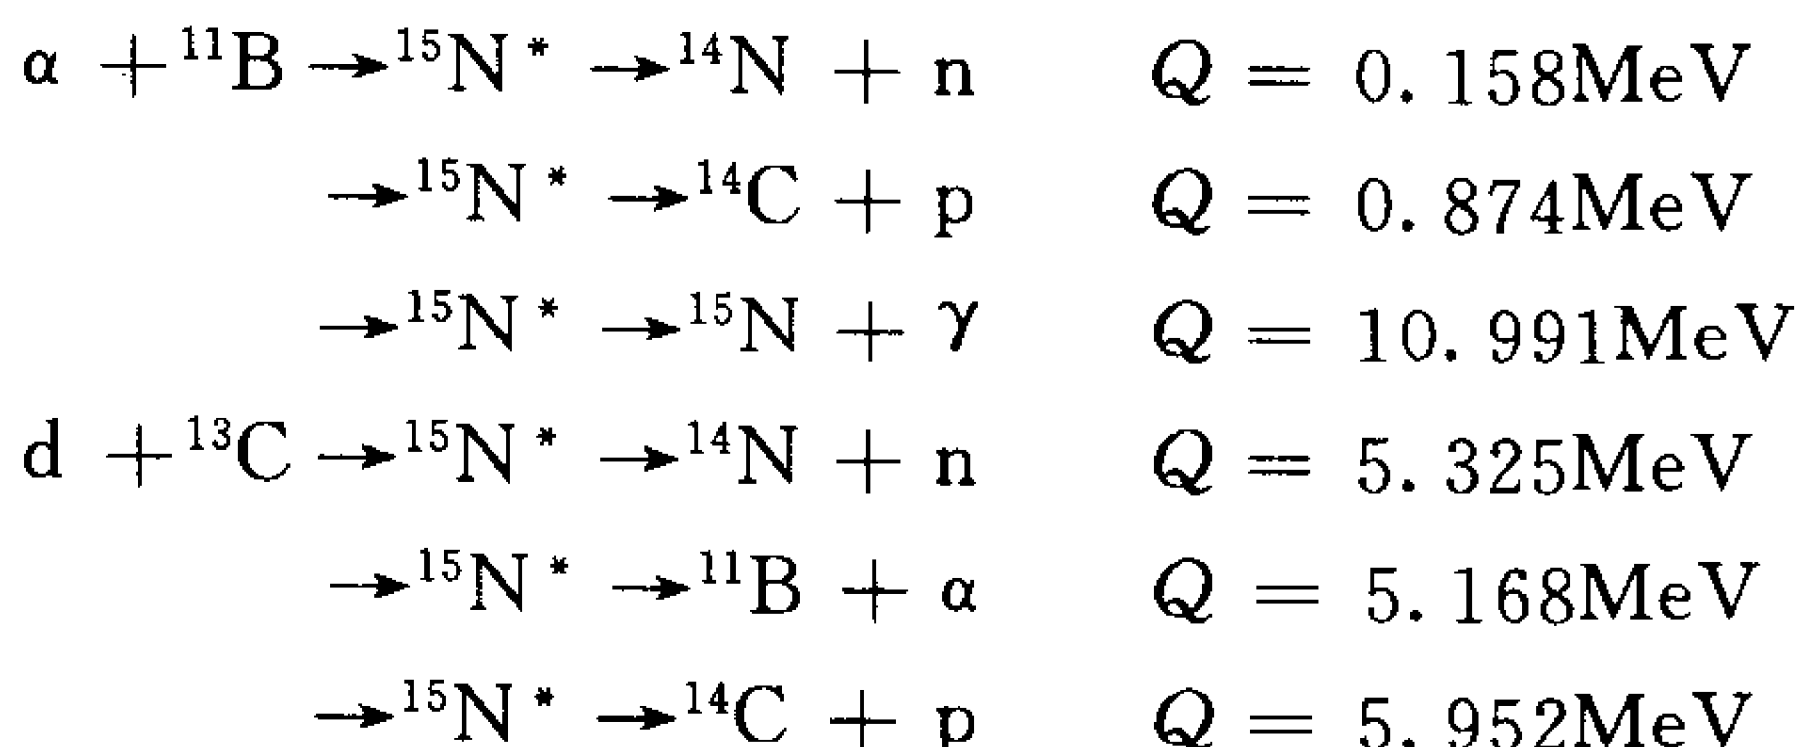 α + ¹¹B → ¹⁵N* → ¹⁴N + n Q = 0.158MeV
→ ¹⁵N* → ¹⁴C + p Q = 0.874MeV
→ ¹⁵N* → ¹⁵N + γ Q = 10.991MeV
d + ¹³C → ¹⁵N* → ¹⁴N + n Q = 5.325MeV
→ ¹⁵N* → ¹¹B + α Q = 5.168MeV
→ ¹⁵N* → ¹⁴C + p Q = 5.952MeV